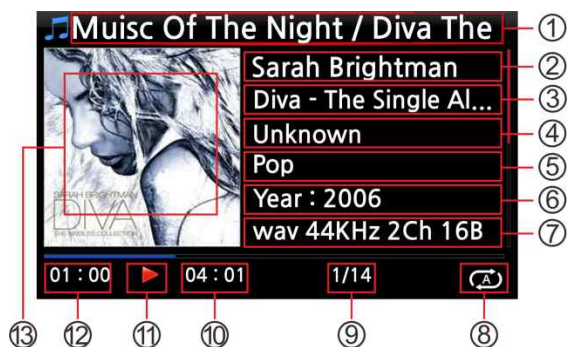 Muisc Of The Night / Diva The
①
Sarah Brightman
②
Diva - The Single Al...
③
Unknown
④
Pop
⑤
Year : 2006
⑥
wav 44KHz 2Ch 16B
⑦
SARAH BRIGHTMAN
DIVA
THE SINGLES COLLECTION
01 : 00
04 : 01
1/14
A
⑬
⑫
⑪
⑩
⑨
⑧